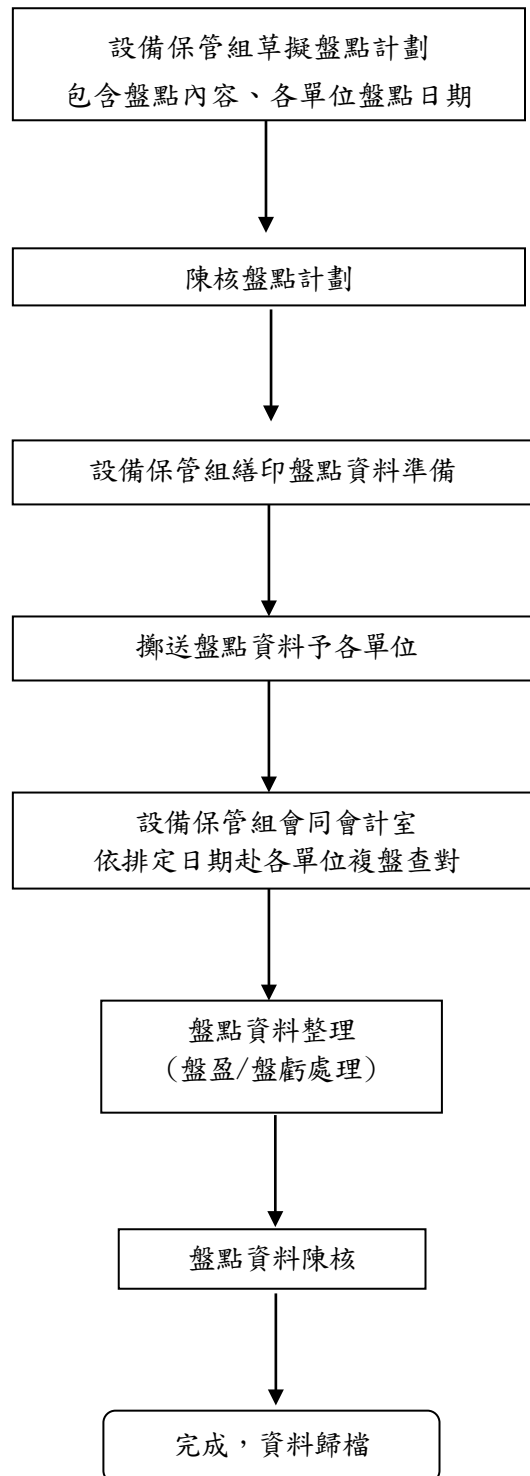 設備保管組草擬盤點計劃
包含盤點內容、各單位盤點日期
陳核盤點計劃
設備保管組繕印盤點資料準備
擲送盤點資料予各單位
設備保管組會同會計室
依排定日期赴各單位複盤查對
盤點資料整理
(盤盈/盤虧處理)
盤點資料陳核
完成，資料歸檔